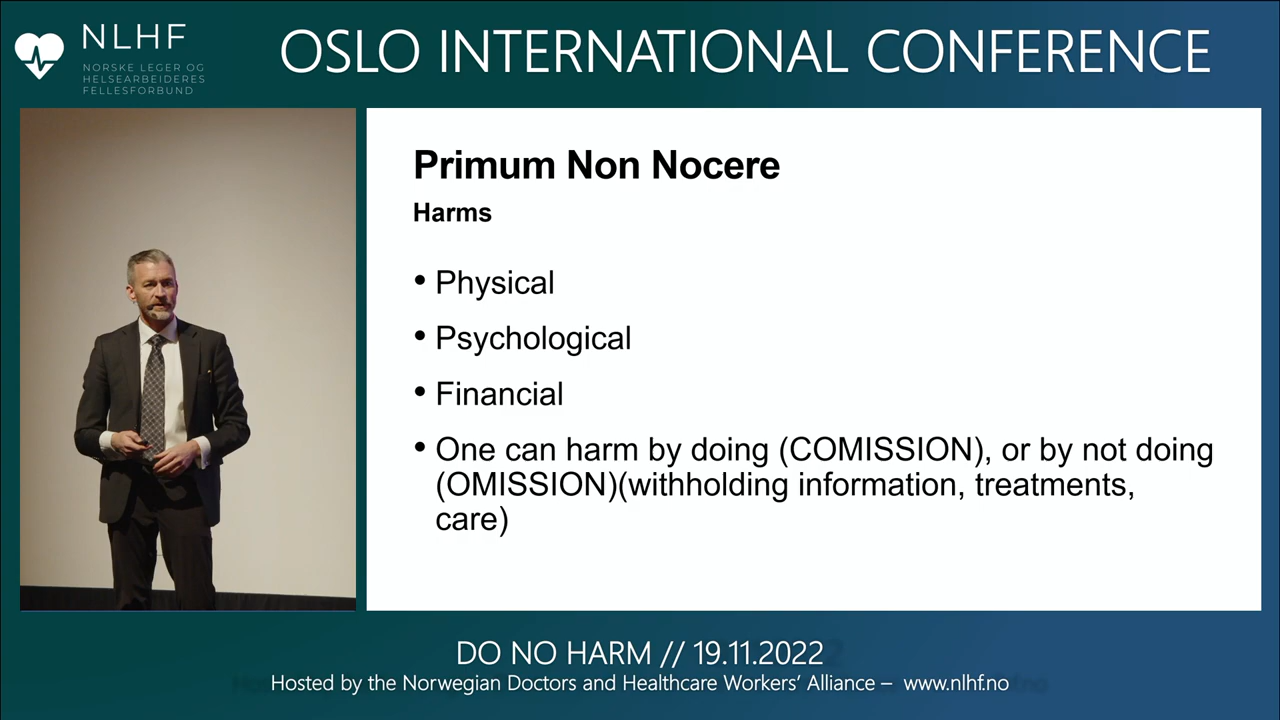 NLHF
NORSKE LEGER OG
HELSEARBEIDERES
FELLESFORBUND
OSLO INTERNATIONAL CONFERENCE
Primum Non Nocere
Harms
• Physical
• Psychological
• Financial
• One can harm by doing (COMISSION), or by not doing
(OMISSION)(withholding information, treatments,
care)
DO NO HARM // 19.11.2022
Hosted by the Norwegian Doctors and Healthcare Workers’ Alliance – www.nlhf.no